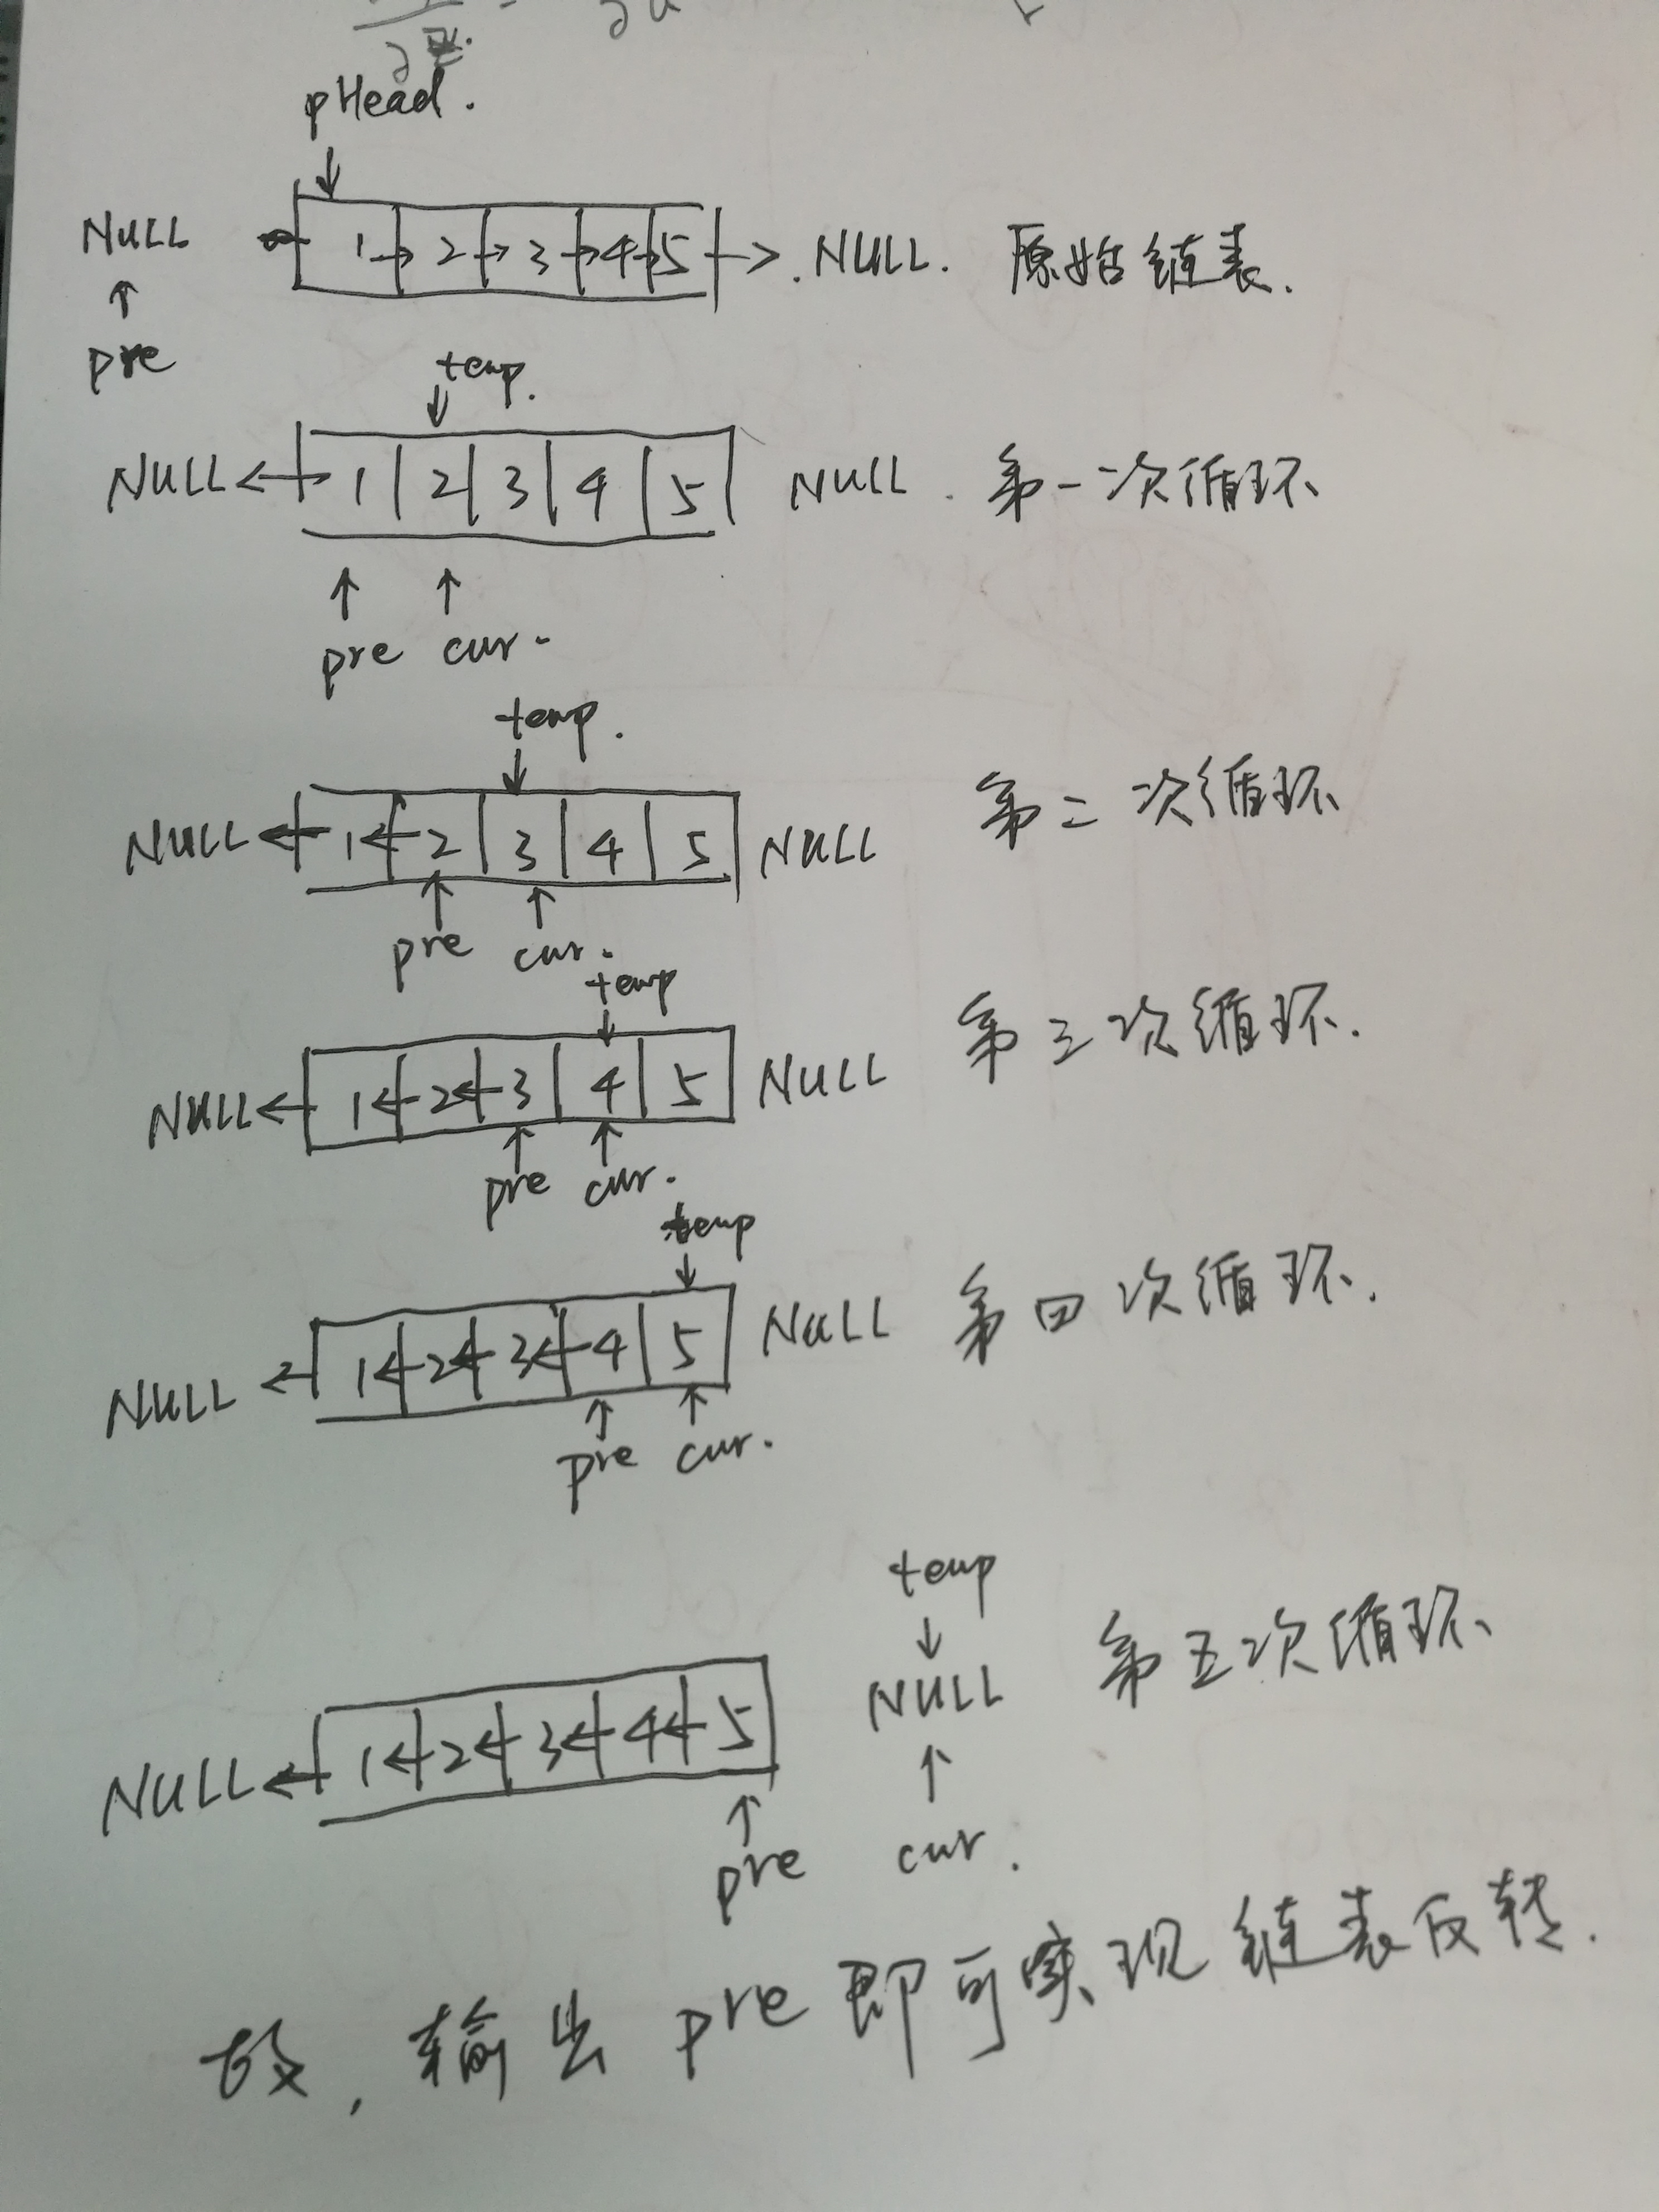 pHead.
NULL 1 2 3 4 5 NULL. 原始链表.
pre
temp.
NULL 1 2 3 4 5 NULL. 第一次循环
pre cur.
temp.
NULL 1 2 3 4 5 NULL 第二次循环
pre cur.
temp
NULL 1 2 3 4 5 NULL 第三次循环.
pre cur.
temp
NULL 1 2 3 4 5 NULL 第四次循环.
pre cur.
temp
NULL 1 2 3 4 5 NULL 第五次循环
pre cur.
故,输出 pre 即可实现链表反转.